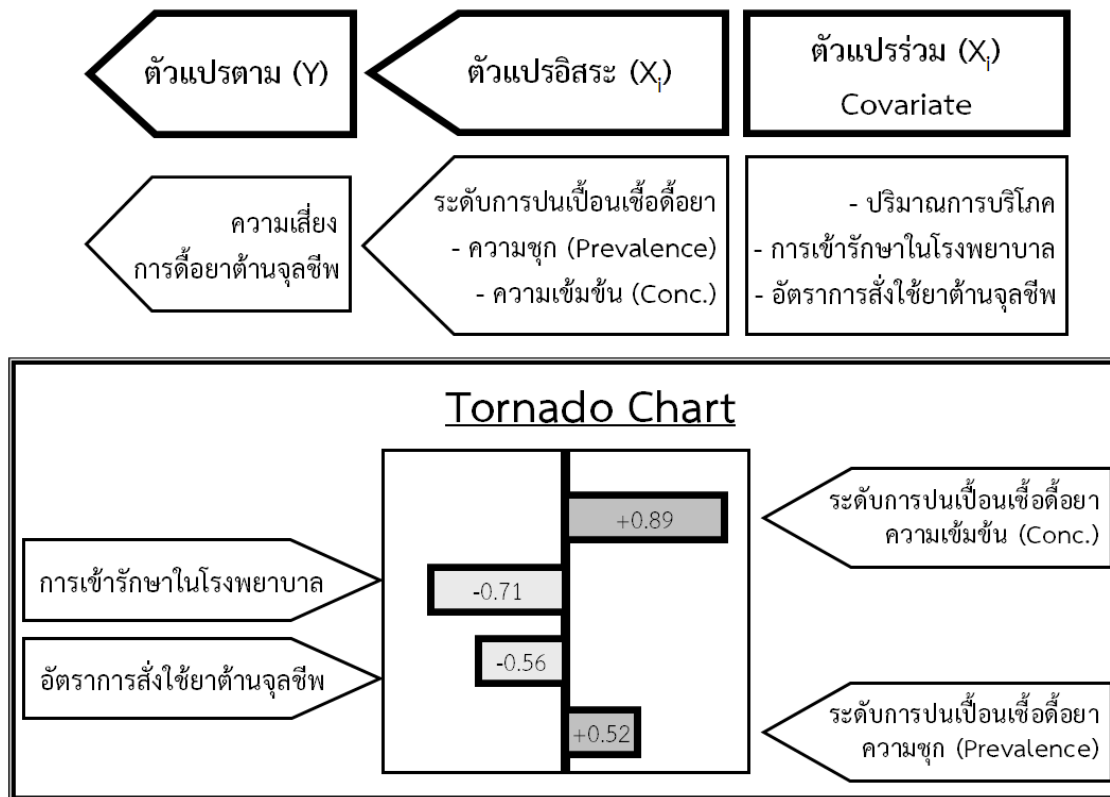 ตัวแปรตาม (Y)
ตัวแปรอิสระ (Xi)
ตัวแปรร่วม (Xi)
Covariate
ความเสี่ยง
การดื้อยาต้านจุลชีพ
ระดับการปนเปื้อนเชื้อดื้อยา
- ความชุก (Prevalence)
- ความเข้มข้น (Conc.)
- ปริมาณการบริโภค
- การเข้ารักษาในโรงพยาบาล
- อัตราการสั่งใช้ยาต้านจุลชีพ
Tornado Chart
+0.89
ระดับการปนเปื้อนเชื้อดื้อยา
ความเข้มข้น (Conc.)
การเข้ารักษาในโรงพยาบาล
-0.71
อัตราการสั่งใช้ยาต้านจุลชีพ
-0.56
+0.52
ระดับการปนเปื้อนเชื้อดื้อยา
ความชุก (Prevalence)